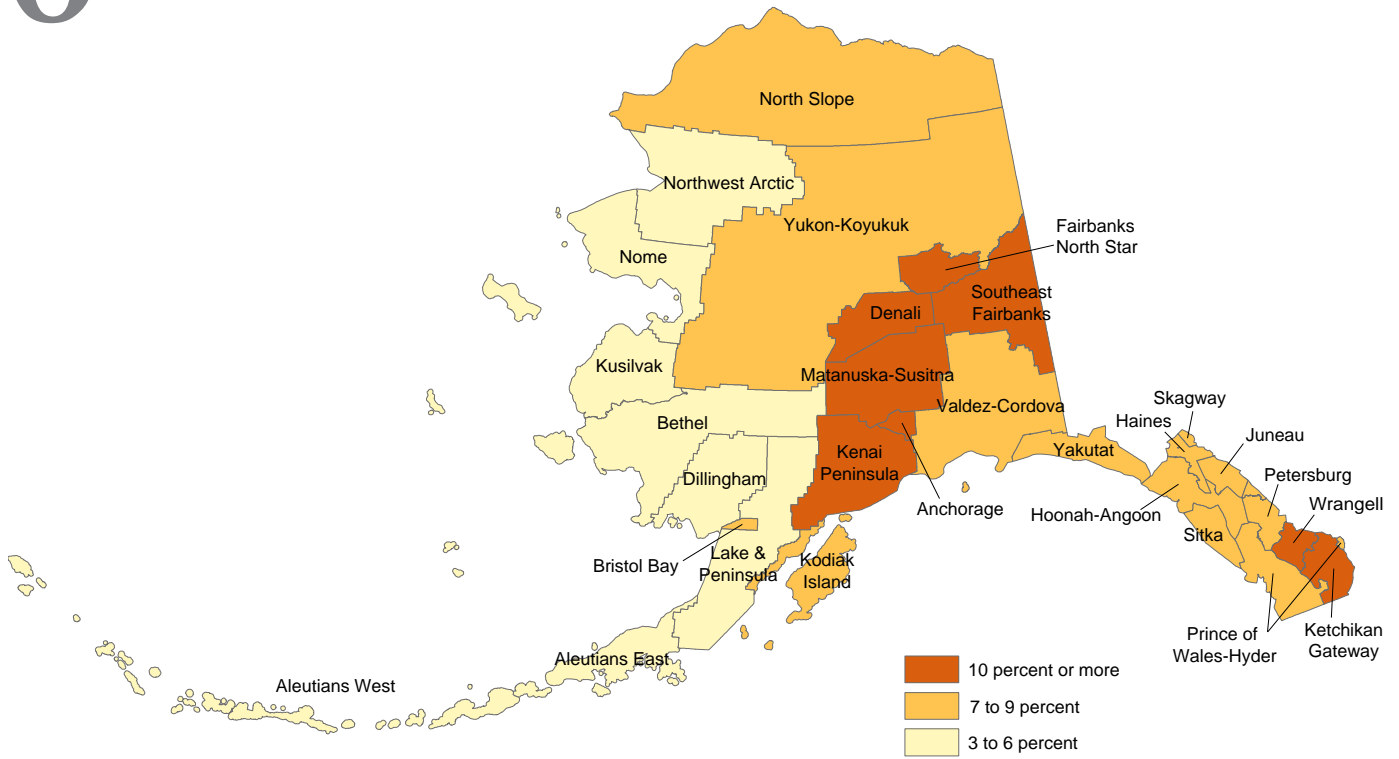 North Slope
Northwest Arctic
Yukon-Koyukuk
Fairbanks
North Star
Nome
Southeast
Fairbanks
Denali
Kusilvak
Matanuska-Susitna
Valdez-Cordova
Skagway
Haines
Juneau
Bethel
Kenai
Peninsula
Yakutat
Petersburg
Dillingham
Wrangell
Anchorage
Hoonah-Angoon
Sitka
Bristol Bay
Lake &
Peninsula
Kodiak
Island
Prince of
Wales-Hyder
Ketchikan
Gateway
Aleutians East
Aleutians West
10 percent or more
7 to 9 percent
3 to 6 percent